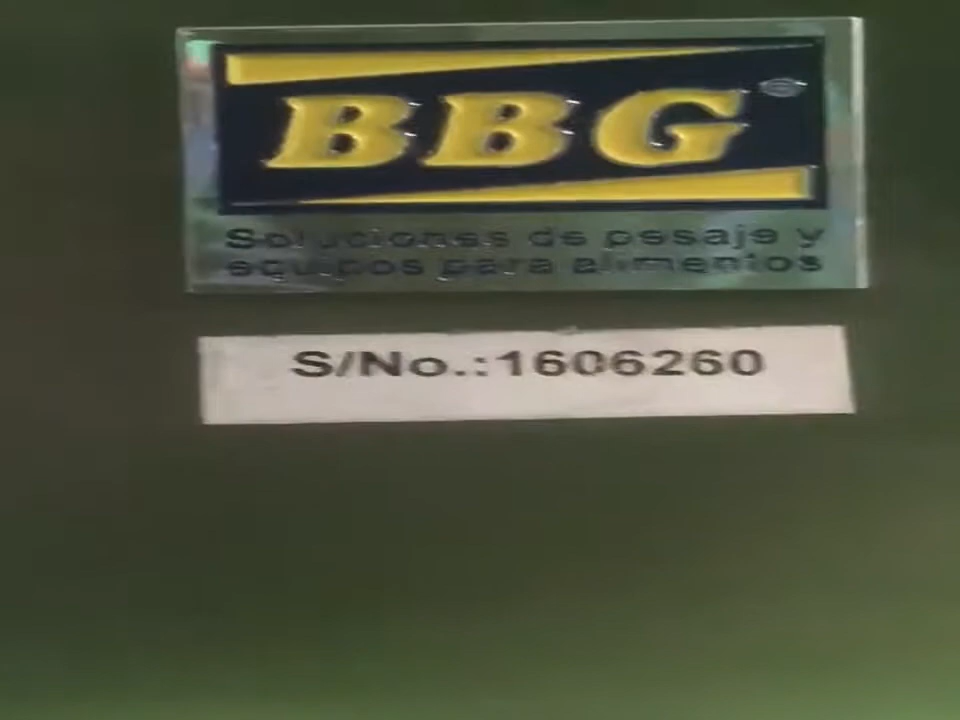 BBG®
Soluciones de pesaje y
equipos para alimentos
S/No.:1606260